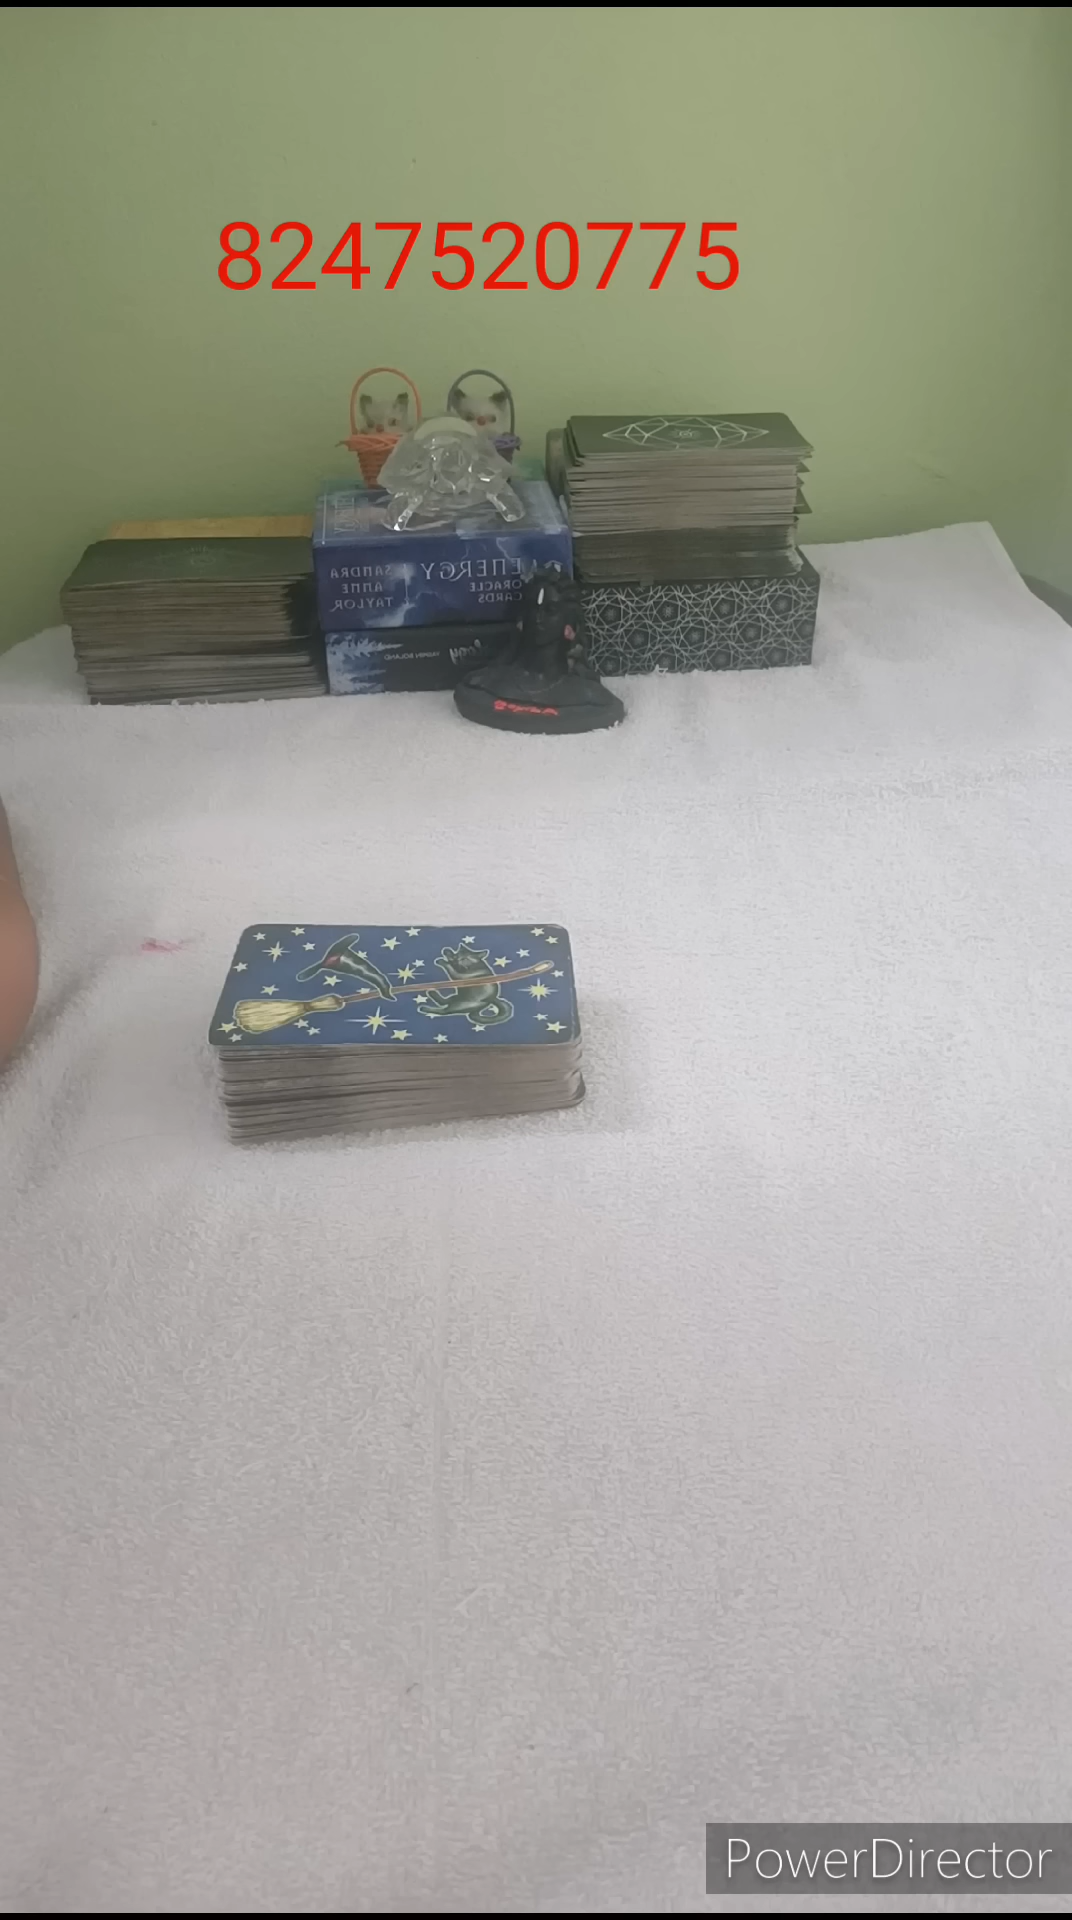 8247520775
ENERGY
ORACLE
CARDS
SANDRA
ANNE
TAYLOR
PowerDirector